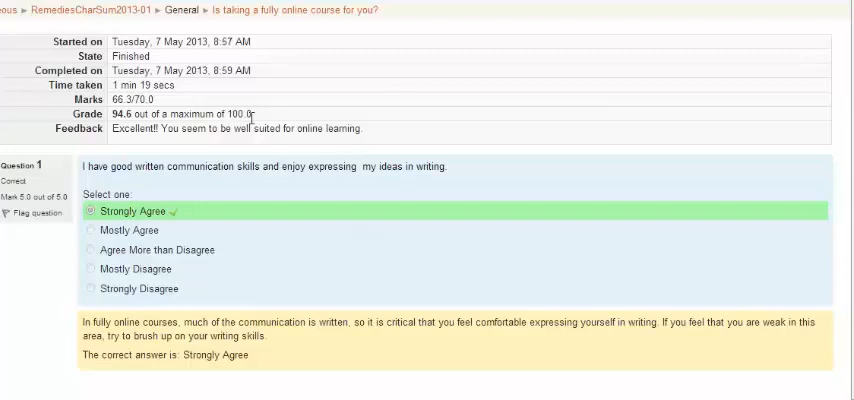 eous ► RemediesCharSum2013-01 ► General ► Is taking a fully online course for you?
Started on Tuesday, 7 May 2013, 8:57 AM
State Finished
Completed on Tuesday, 7 May 2013, 8:59 AM
Time taken 1 min 19 secs
Marks 66.3/70.0
Grade 94.6 out of a maximum of 100.0
Feedback Excellent!! You seem to be well suited for online learning.
Question 1
Correct
Mark 5.0 out of 5.0
Flag question
I have good written communication skills and enjoy expressing my ideas in writing.
Select one:
Strongly Agree
Mostly Agree
Agree More than Disagree
Mostly Disagree
Strongly Disagree
In fully online courses, much of the communication is written, so it is critical that you feel comfortable expressing yourself in writing. If you feel that you are weak in this
area, try to brush up on your writing skills.
The correct answer is: Strongly Agree